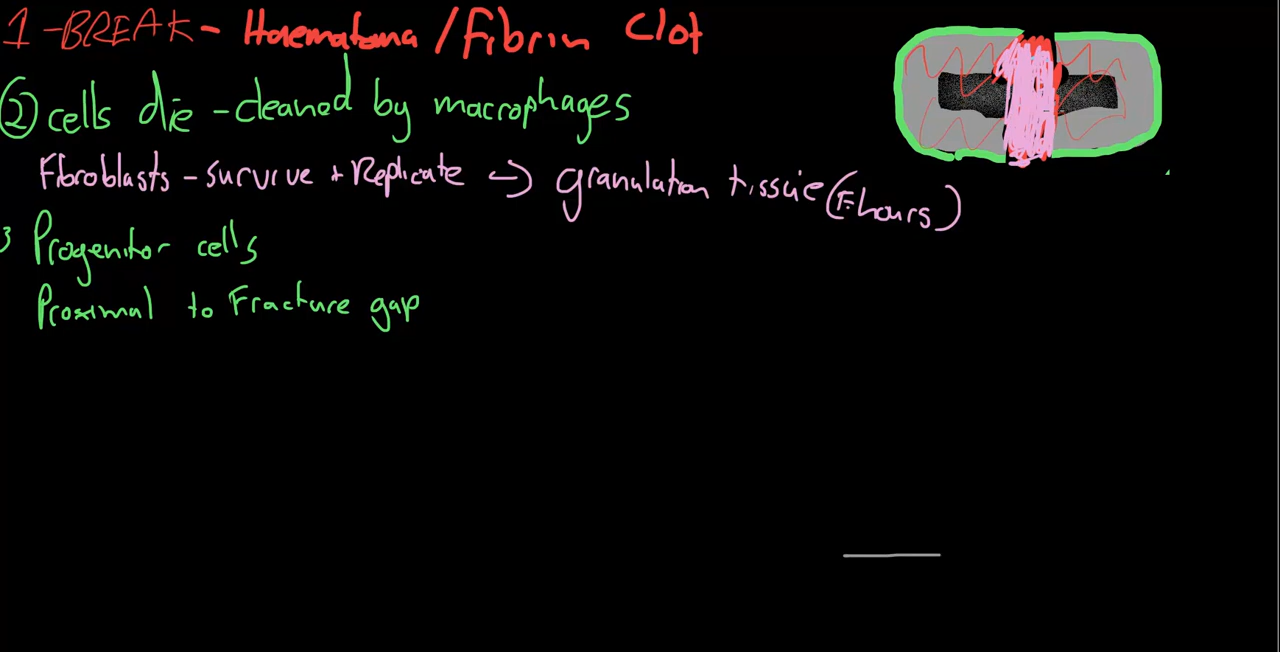 1-BREAK- Haematoma/Fibrin Clot
② cells die -cleaned by macrophages
Fibroblasts - survive + Replicate → granulation tissue (hours)
3 Progenitor cells
Proximal to Fracture gap